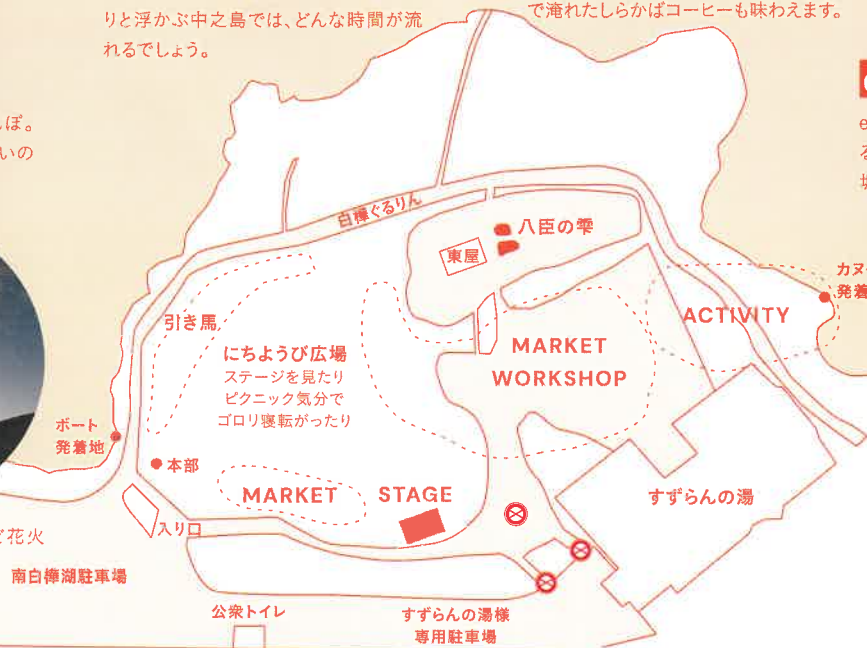 りと浮かぶ中之島では、どんな時間が流
れるでしょう。
で淹れたしらかばコーヒーも味わえます。
ぽ。
いの
e
白樺ぐるりん
八臣の雫
東屋
カヌ
発着
引き馬
ACTIVITY
にちようび広場
ステージを見たり
ピクニック気分で
ゴロリ寝転がったり
MARKET
WORKSHOP
ボート
発着地
本部
MARKET
STAGE
すずらんの湯
入り口
花火
南白樺湖駐車場
公衆トイレ
すずらんの湯様
専用駐車場